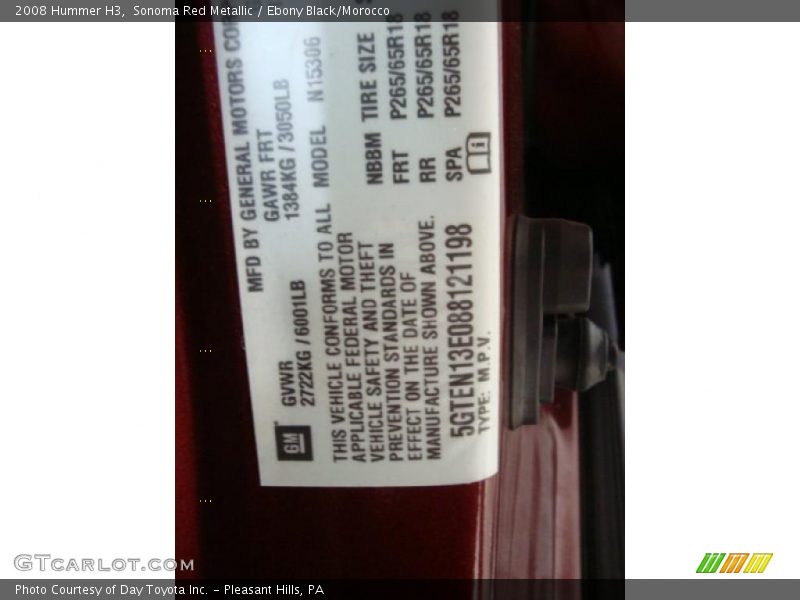 2008 Hummer H3, Sonoma Red Metallic / Ebony Black/Morocco
MFD BY GENERAL MOTORS
GVWR GAWR FRT
2722KG / 6001LB 1384KG / 3050LB
THIS VEHICLE CONFORMS TO ALL MODEL N15306
APPLICABLE FEDERAL MOTOR
VEHICLE SAFETY AND THEFT
PREVENTION STANDARDS IN
EFFECT ON THE DATE OF
MANUFACTURE SHOWN ABOVE.
NBBM TIRE SIZE
FRT P265/65R18
RR P265/65R18
SPA P265/65R18
5GTEN13E088121198
TYPE: M.P.V.
GM
GTCARLOT.COM
Photo Courtesy of Day Toyota Inc. - Pleasant Hills, PA